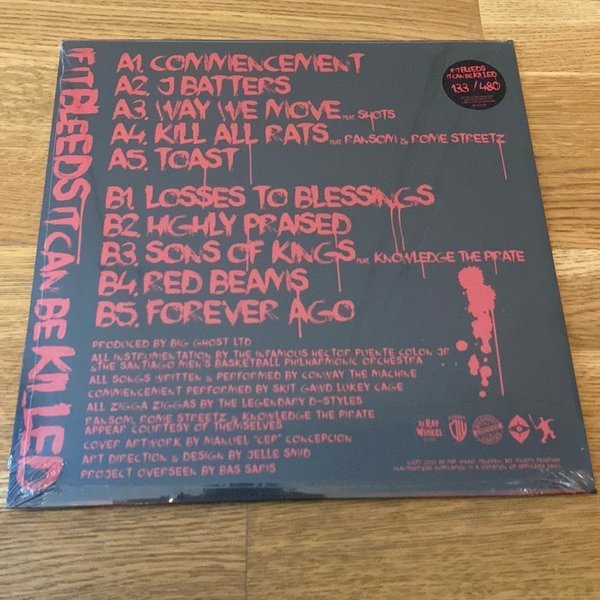 IF IT BLEEDS IT CAN BE KILLED
A1. COMMENCEMENT
A2. J BATTERS
A3. WAY WE MOVE FEAT. SHOTS
A4. KILL ALL RATS FEAT. RANSOM & ROME STREETZ
A5. TOAST
B1. LOSSES TO BLESSINGS
B2. HIGHLY PRAISED
B3. SONS OF KINGS FEAT. KNOWLEDGE THE PIRATE
B4. RED BEAMS
B5. FOREVER AGO
PRODUCED BY BIG GHOST LTD
ALL INSTRUMENTATION BY THE INFAMOUS HECTOR PUENTE COLON JR
& THE SANTIAGO MEN'S BASKETBALL PHILHARMONIC ORCHESTRA
ALL SONGS WRITTEN & PERFORMED BY CONWAY THE MACHINE
COMMENCEMENT PERFORMED BY SKIT GAWD LUKEY CAGE
ALL ZIGGA ZIGGAS BY THE LEGENDARY D-STYLES
RANSOM, ROME STREETZ & KNOWLEDGE THE PIRATE
APPEAR COURTESY OF THEMSELVES
COVER ARTWORK BY MANUEL "CEP" CONCEPCION
ART DIRECTION & DESIGN BY JELLE SMID
PROJECT OVERSEEN BY BAS SARIS
IF IT BLEEDS
IT CAN BE KILLED
133 / 480
DE RAP
WINKEL